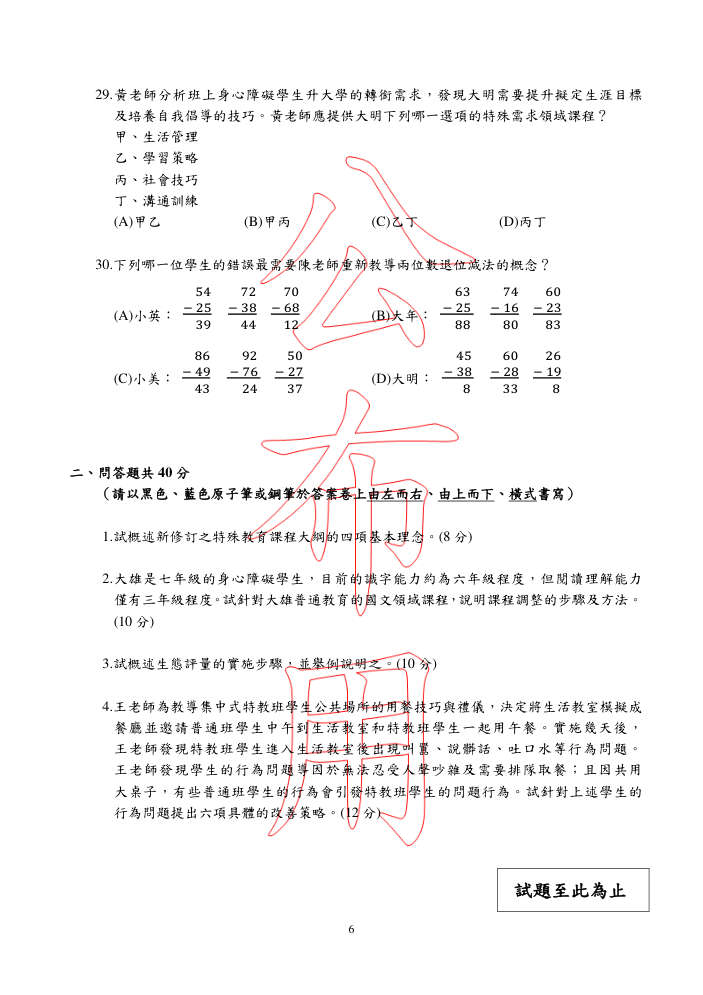 29.黃老師分析班上身心障礙學生升大學的轉銜需求,發現大明需要提升擬定生涯目標
及培養自我倡導的技巧。黃老師應提供大明下列哪一選項的特殊需求領域課程?
甲、生活管理
乙、學習策略
丙、社會技巧
丁、溝通訓練
(A)甲乙 (B)甲丙 (C)乙丁 (D)丙丁
30.下列哪一位學生的錯誤最需要陳老師重新教導兩位數退位減法的概念?
54 72 70 63 74 60
(A)小英: −25 −38 −68 (B)大年: −25 −16 −23
39 44 12 88 80 83
86 92 50 45 60 26
(C)小美: −49 −76 −27 (D)大明: −38 −28 −19
43 24 37 8 33 8
二、問答題共 40 分
(請以黑色、藍色原子筆或鋼筆於答案卷上由左而右、由上而下、橫式書寫)
1.試概述新修訂之特殊教育課程大綱的四項基本理念。(8 分)
2.大雄是七年級的身心障礙學生,目前的識字能力約為六年級程度,但閱讀理解能力
僅有三年級程度。試針對大雄普通教育的國文領域課程,說明課程調整的步驟及方法。
(10 分)
3.試概述生態評量的實施步驟,並舉例說明之。(10 分)
4.王老師為教導集中式特教班學生公共場所的用餐技巧與禮儀,決定將生活教室模擬成
餐廳並邀請普通班學生中午到生活教室和特教班學生一起用午餐。實施幾天後,
王老師發現特教班學生進入生活教室後出現叫囂、說髒話、吐口水等行為問題。
王老師發現學生的行為問題導因於無法忍受人聲吵雜及需要排隊取餐;且因共用
大桌子,有些普通班學生的行為會引發特教班學生的問題行為。試針對上述學生的
行為問題提出六項具體的改善策略。(12 分)
試題至此為止
6
公布用